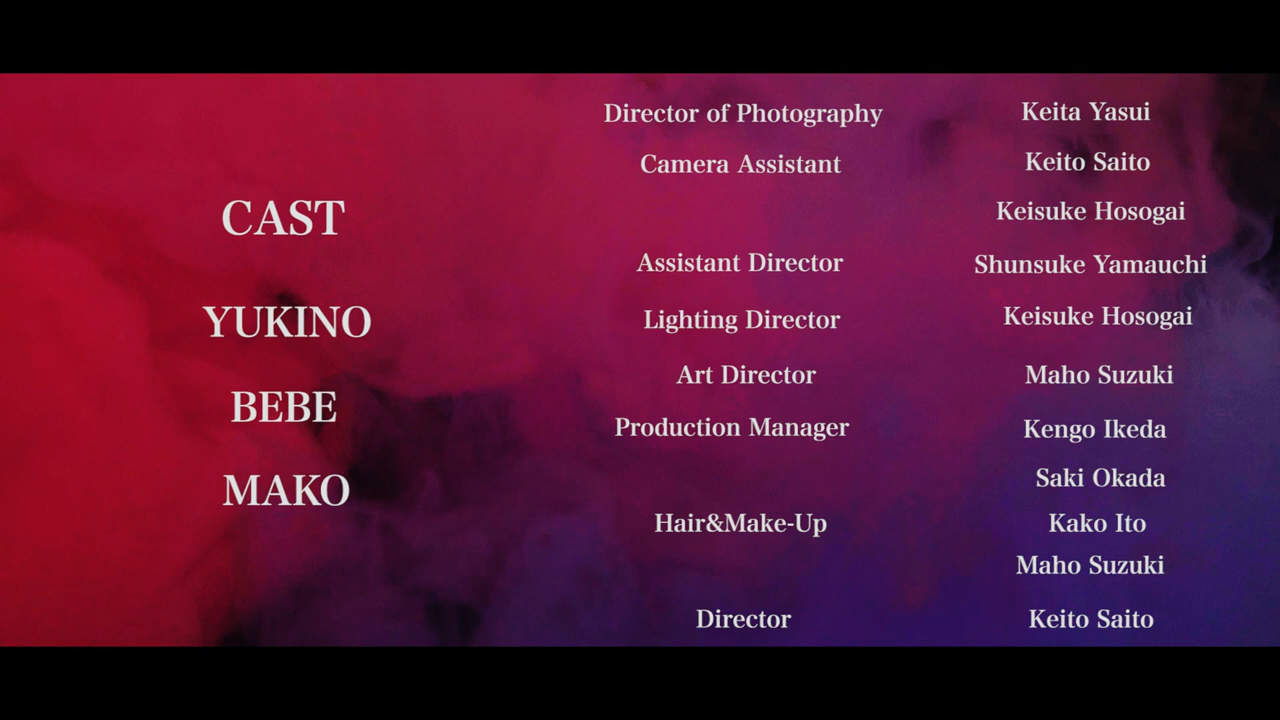 CAST
YUKINO
BEBE
MAKO
Director of Photography Keita Yasui
Camera Assistant Keito Saito
Keisuke Hosogai
Assistant Director Shunsuke Yamauchi
Lighting Director Keisuke Hosogai
Art Director Maho Suzuki
Production Manager Kengo Ikeda
Saki Okada
Hair&Make-Up Kako Ito
Maho Suzuki
Director Keito Saito